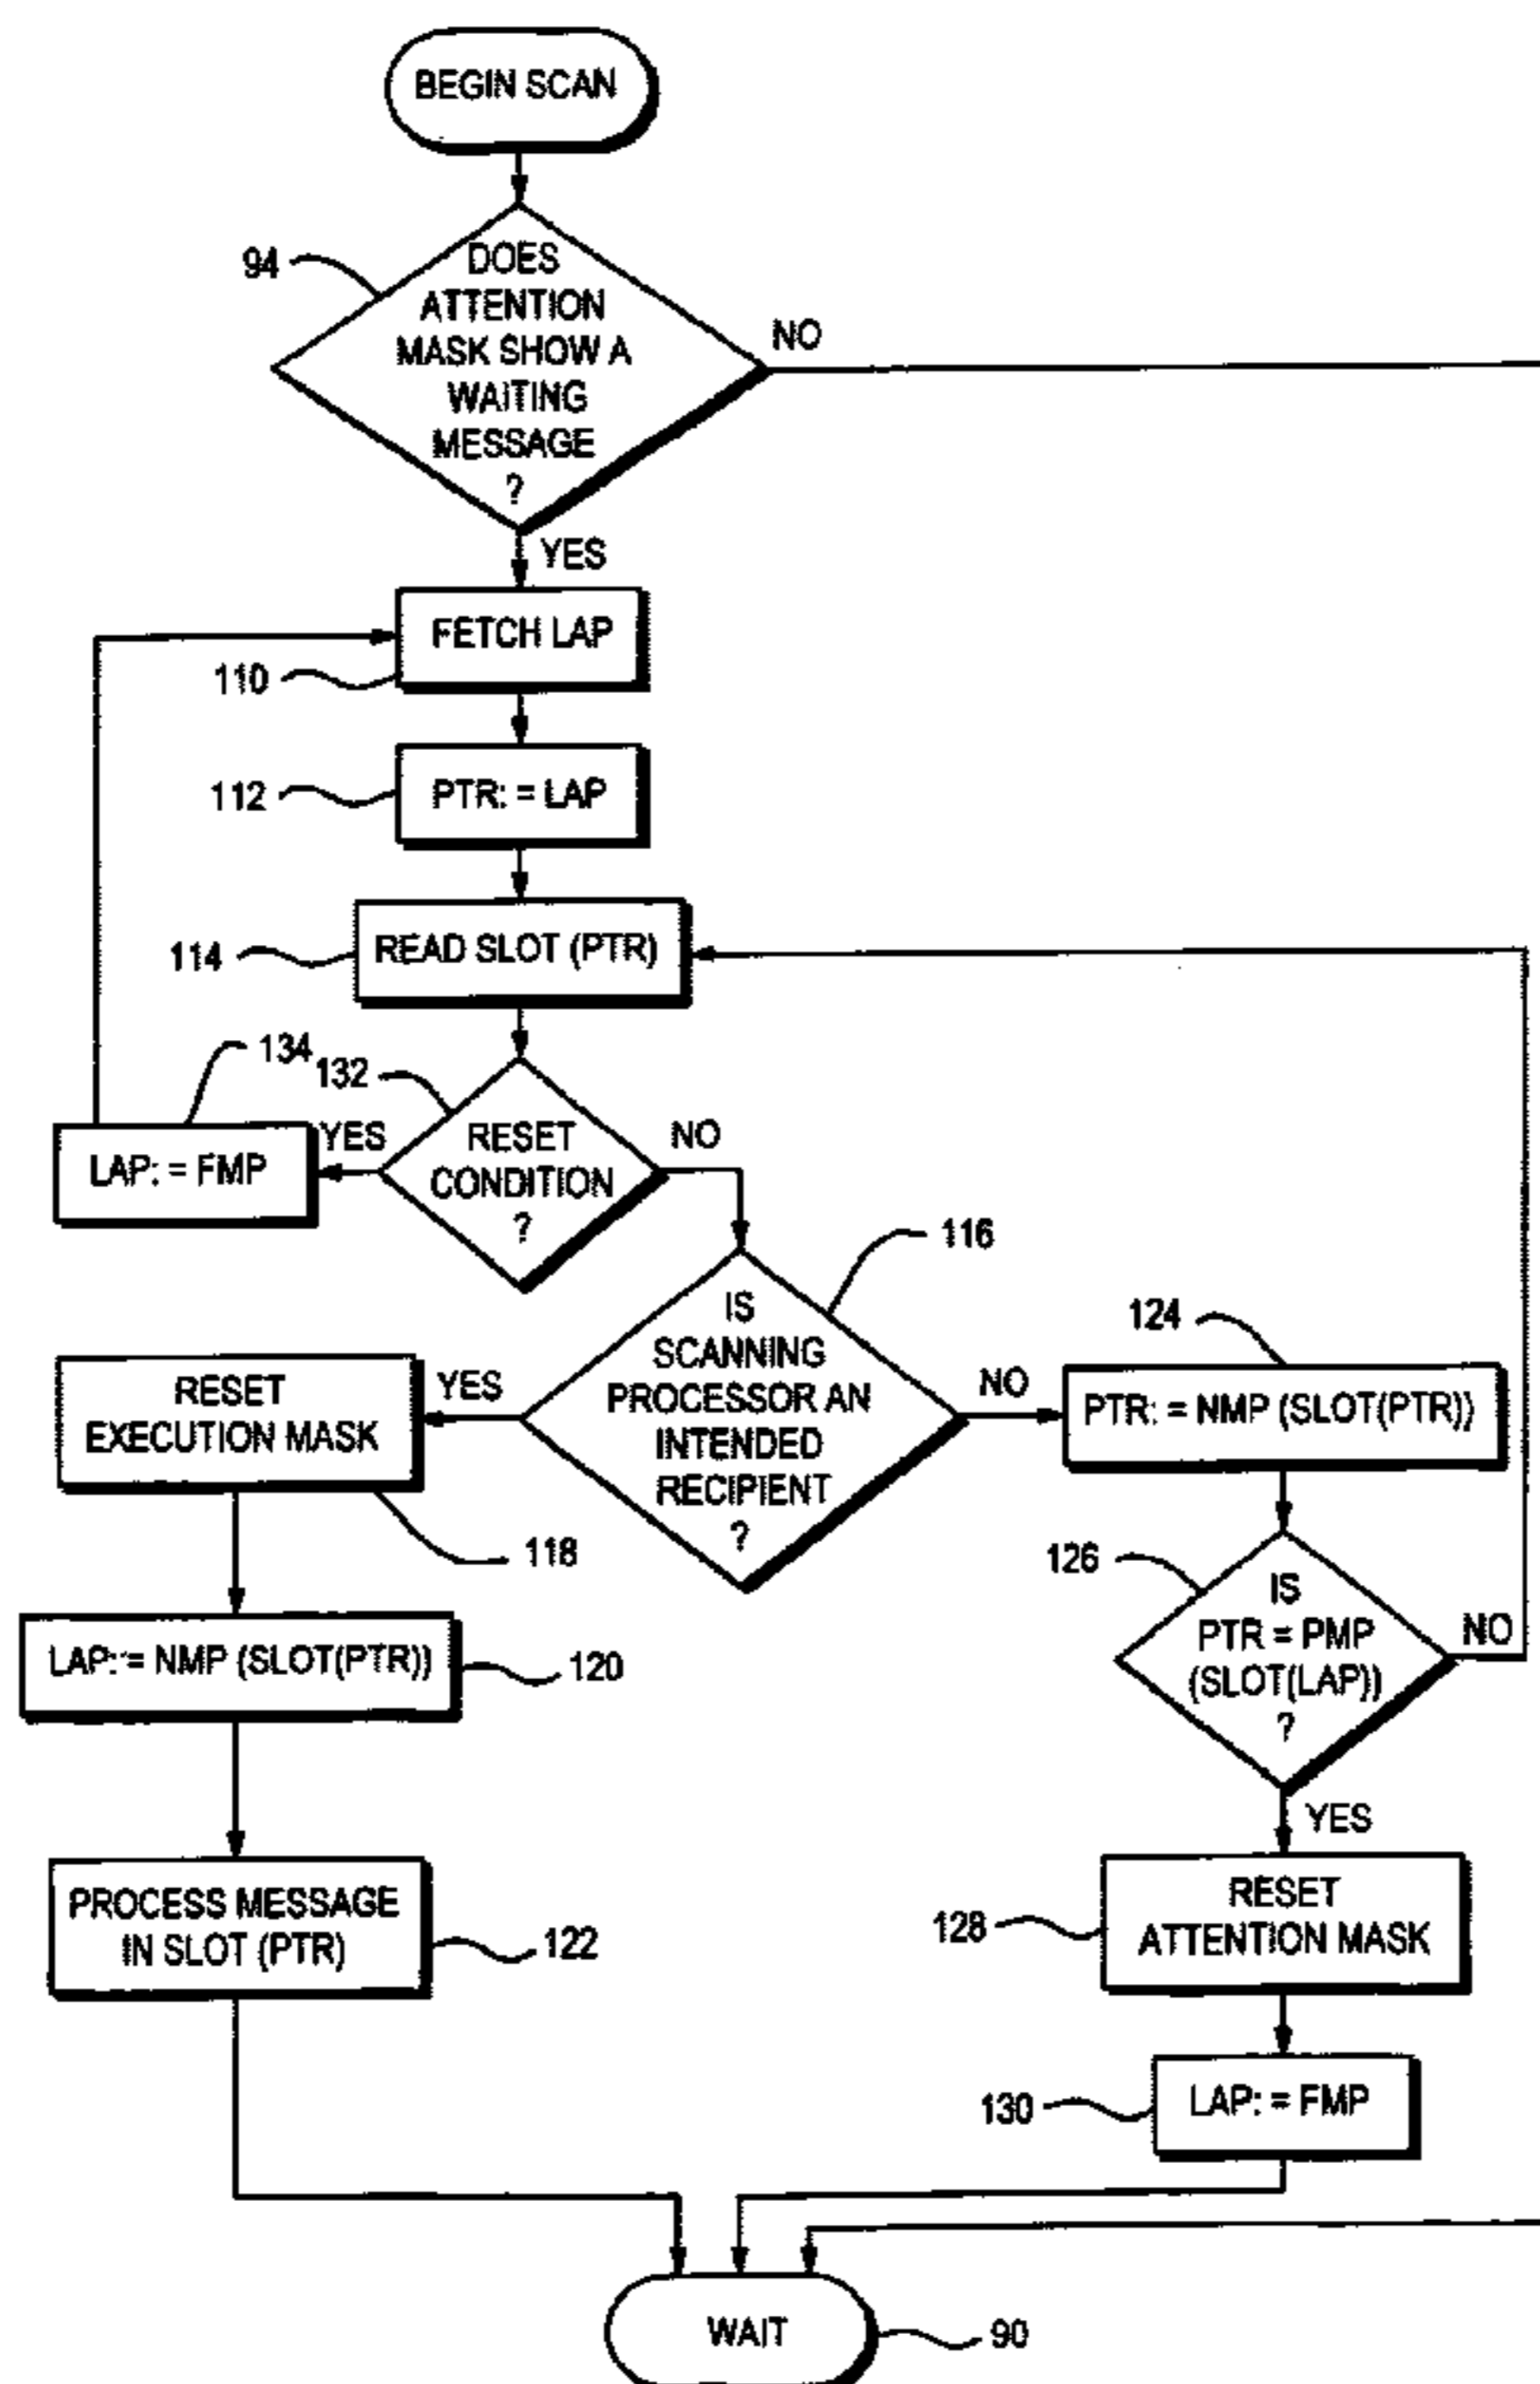 BEGIN SCAN
94
DOES
ATTENTION
MASK SHOW A
WAITING
MESSAGE
?
NO
YES
FETCH LAP
110
112
PTR: = LAP
114
READ SLOT (PTR)
134
132
LAP: = FMP
YES
RESET
CONDITION
?
NO
116
IS
SCANNING
PROCESSOR AN
INTENDED
RECIPIENT
?
YES
NO
RESET
EXECUTION MASK
118
124
PTR: = NMP (SLOT(PTR))
126
IS
PTR = PMP
(SLOT(LAP))
?
NO
YES
LAP: = NMP (SLOT(PTR))
120
PROCESS MESSAGE
IN SLOT (PTR)
122
128
RESET
ATTENTION MASK
130
LAP: = FMP
WAIT
90